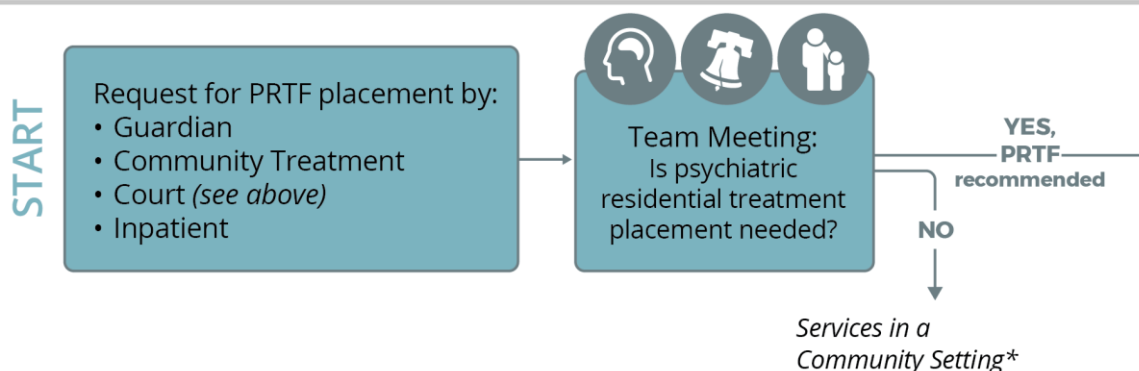 START
Request for PRTF placement by:
• Guardian
• Community Treatment
• Court (see above)
• Inpatient
Team Meeting:
Is psychiatric
residential treatment
placement needed?
YES,
PRTF
recommended
NO
Services in a
Community Setting*